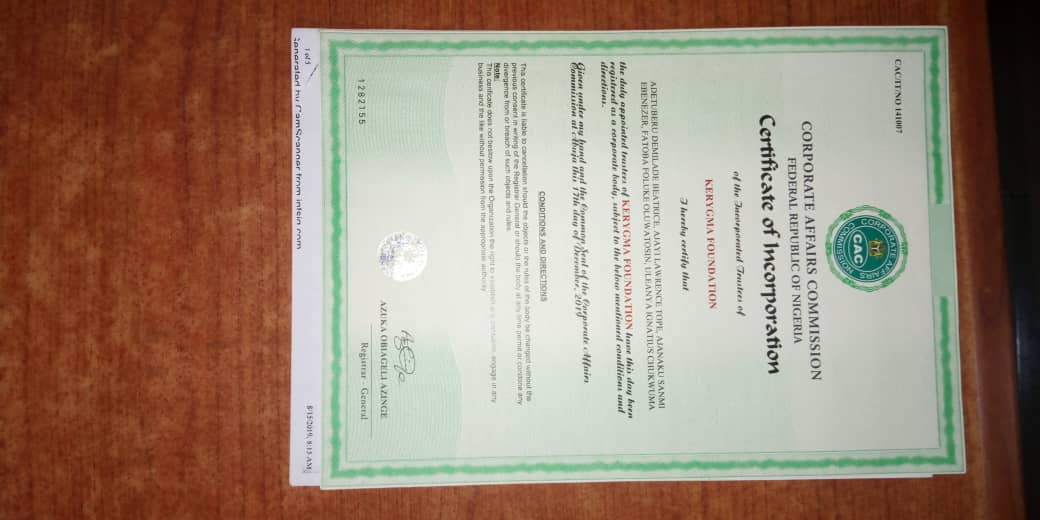 CAC/IT/NO 141007
CORPORATE AFFAIRS COMMISSION
CAC
CORPORATE AFFAIRS COMMISSION
FEDERAL REPUBLIC OF NIGERIA
Certificate of Incorporation
of the Incorporated Trustees of
KERYGMA FOUNDATION
I hereby certify that
ADETUBERU DEMILADE BEATRICE, AJAYI LAWRENCE TOPE, AJANAKU SANMI
EBENEZER, FATOBA FOLUKE OLUWATOSIN, ULEANYA IGNATIUS CHUKWUMA
the duly appointed trustees of KERYGMA FOUNDATION have this day been
registered as a corporate body, subject to the below mentioned conditions and
directions.
Given under my hand and the Common Seal of the Corporate Affairs
Commission at Abuja this 17th day of December, 2019
CONDITIONS AND DIRECTIONS
This certificate is liable to cancellation should the objects or the rules of the body be changed without the
previous consent in writing of the Registrar General or should the body at any time permit or condone any
divergence from or breach of such objects and rules.
Note:
This certificate does not bestow upon the Organization the right to establish any institution, engage in any
business and the like without permission from the appropriate authority.
AZUKA OBIAGELI AZINGE
Registrar - General
1282155
1 of 5
8/15/2019, 8:13 AM
Generated by CamScanner from intsig.com